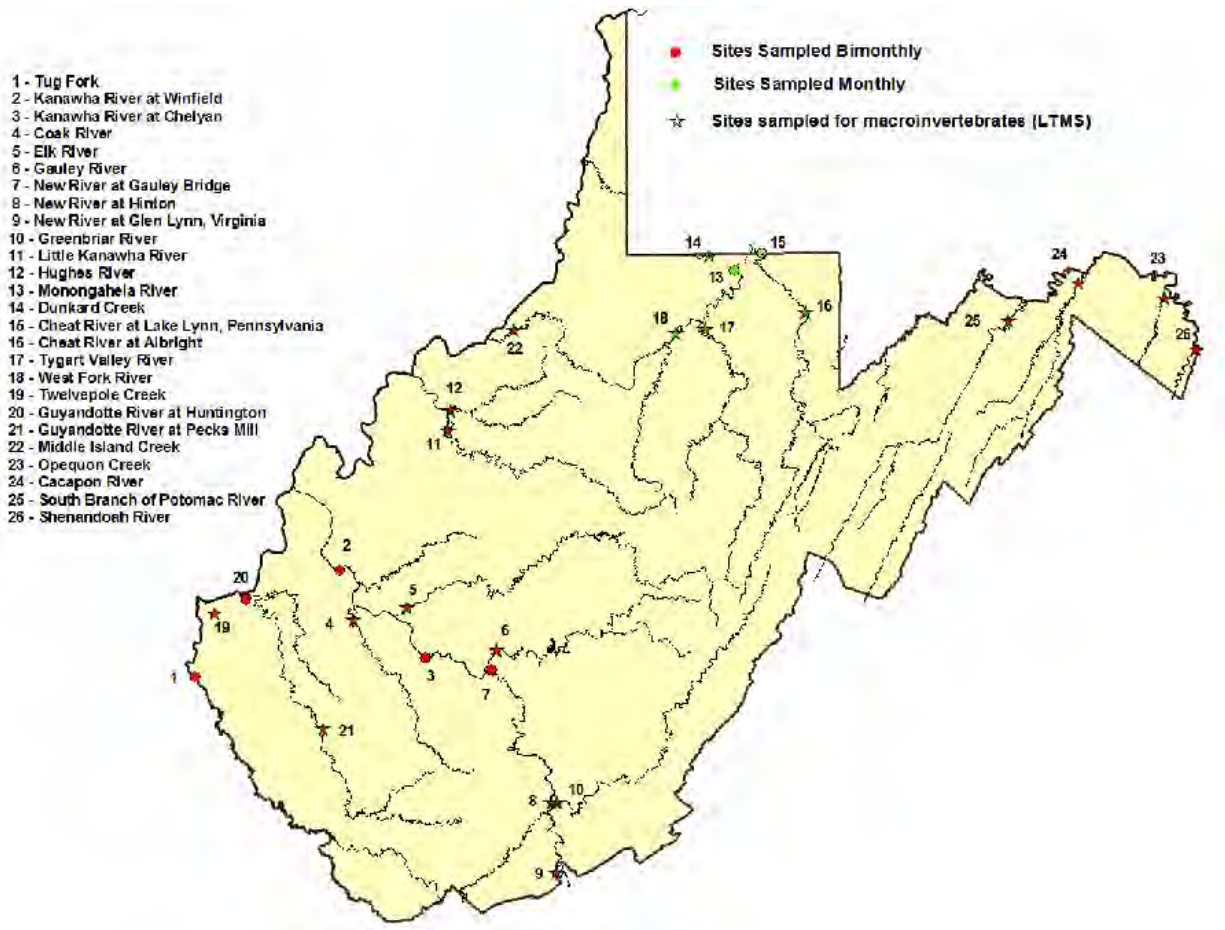 1 - Tug Fork
2 - Kanawha River at Winfield
3 - Kanawha River at Chelyan
4 - Coak River
5 - Elk River
6 - Gauley River
7 - New River at Gauley Bridge
8 - New River at Hinton
9 - New River at Glen Lynn, Virginia
10 - Greenbriar River
11 - Little Kanawha River
12 - Hughes River
13 - Monongahela River
14 - Dunkard Creek
15 - Cheat River at Lake Lynn, Pennsylvania
16 - Cheat River at Albright
17 - Tygart Valley River
18 - West Fork River
19 - Twelvepole Creek
20 - Guyandotte River at Huntington
21 - Guyandotte River at Pecks Mill
22 - Middle Island Creek
23 - Opequon Creek
24 - Cacapon River
25 - South Branch of Potomac River
26 - Shenandoah River
Sites Sampled Bimonthly
Sites Sampled Monthly
Sites sampled for macroinvertebrates (LTMS)
14
15
13
24
23
16
25
26
18
17
22
12
11
2
20
5
19
4
6
3
7
1
21
8
10
9